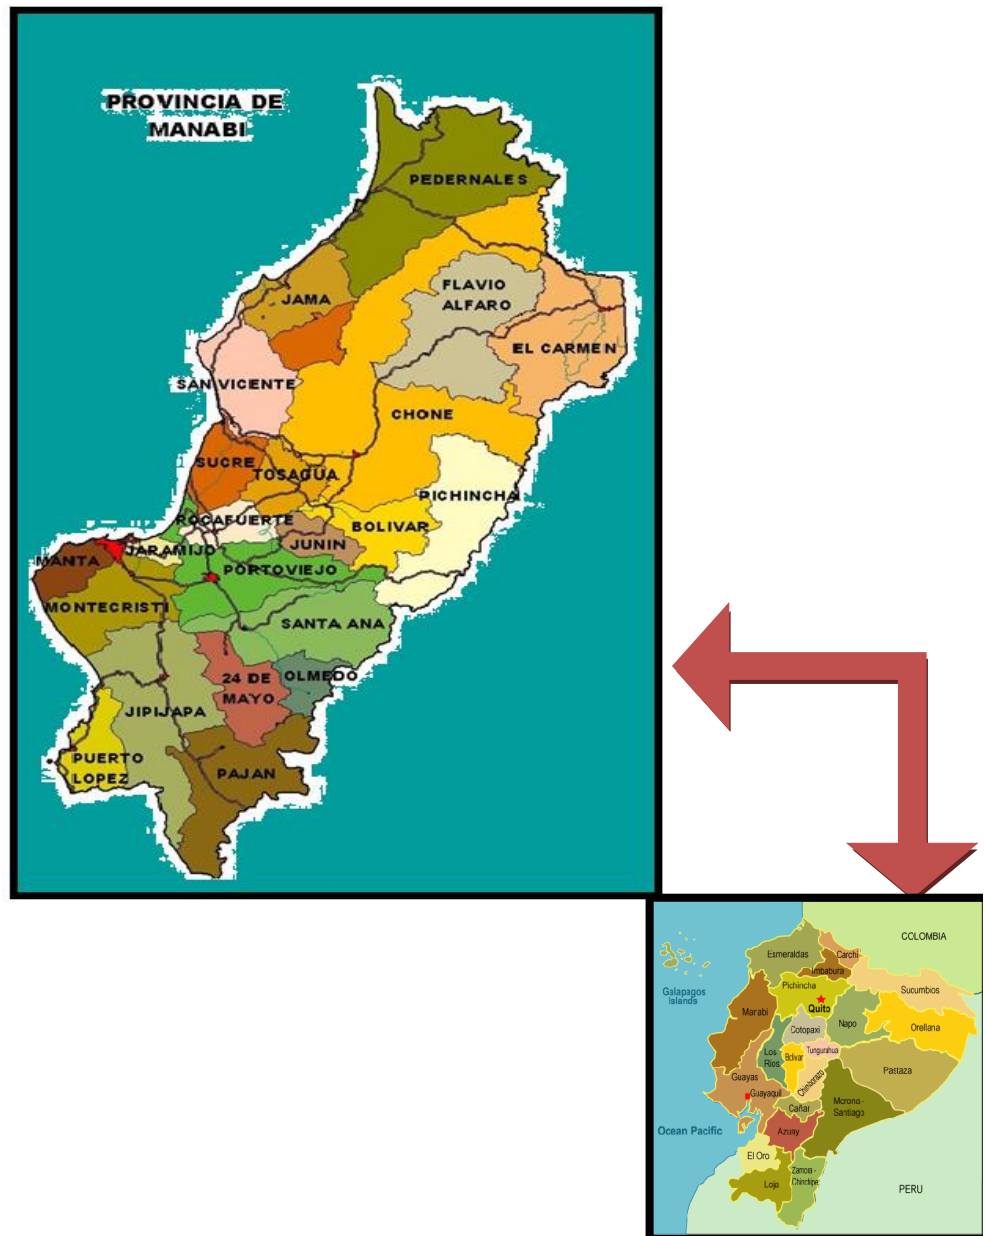 PROVINCIA DE
MANABI
PEDERNALES
FLAVIO
ALFARO
JAMA
EL CARMEN
SAN VICENTE
CHONE
SUCRE
TOSAGUA
PICHINCHA
ROCAFUERTE
BOLIVAR
JUNIN
JARAMIJO
MANTA
PORTOVIEJO
MONTECRISTI
SANTA ANA
24 DE
MAYO
OLMEDO
JIPIJAPA
PUERTO
LOPEZ
PAJAN
COLOMBIA
Esmeraldas
Carchi
Imbabura
Galapagos
Islands
Pichincha
Sucumbios
Quito
Marabi
Napo
Orellana
Cotopaxi
Los
Rios
Bolivar
Tungurahua
Pastaza
Guayas
Chimborazo
Guayaquil
Mcrona -
Santiago
Cañar
Ocean Pacific
Azuay
El Oro
Zamoia -
Chinchipe
Loja
PERU